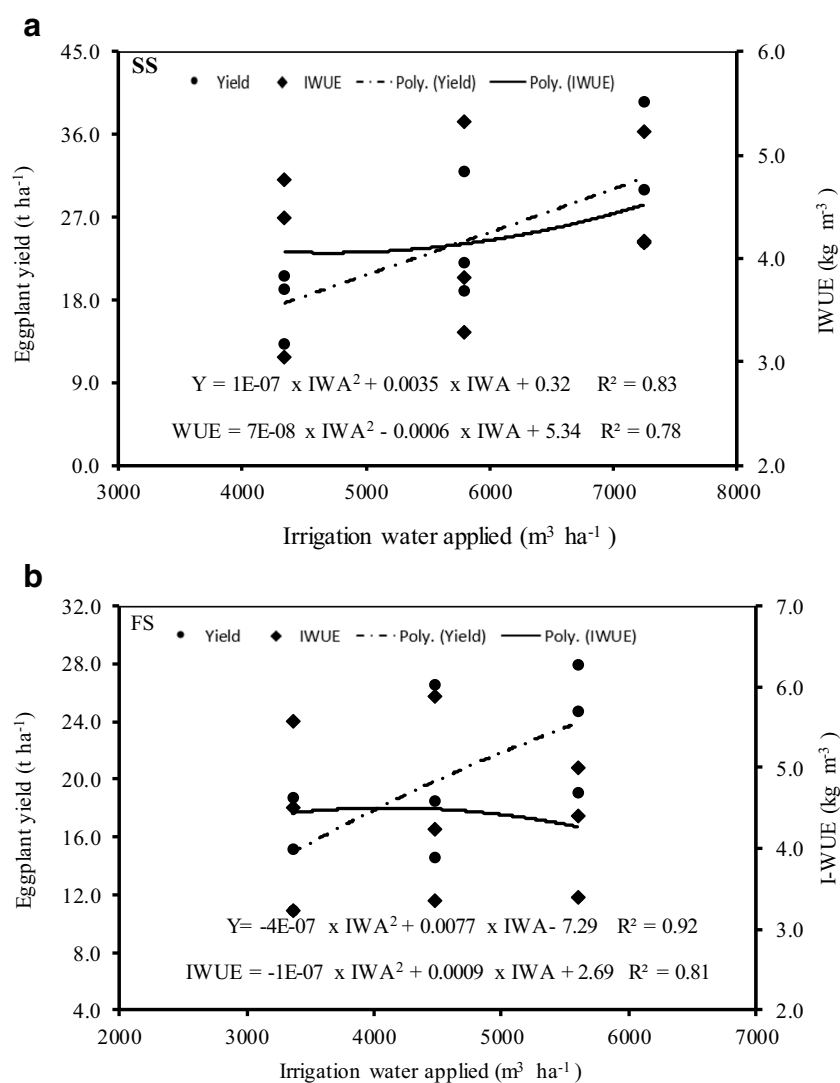 a
SS
● Yield ◆ IWUE Poly. (Yield) Poly. (IWUE)
45.0
36.0
27.0
18.0
9.0
0.0
Eggplant yield (t ha⁻¹)
6.0
5.0
4.0
3.0
2.0
IWUE (kg m⁻³)
Y = 1E-07 x IWA² + 0.0035 x IWA + 0.32 R² = 0.83
WUE = 7E-08 x IWA² - 0.0006 x IWA + 5.34 R² = 0.78
3000 4000 5000 6000 7000 8000
Irrigation water applied (m³ ha⁻¹ )
b
FS
● Yield ◆ IWUE Poly. (Yield) Poly. (IWUE)
32.0
28.0
24.0
20.0
16.0
12.0
8.0
4.0
Eggplant yield (t ha⁻¹)
7.0
6.0
5.0
4.0
3.0
2.0
I-WUE (kg m⁻³)
Y= -4E-07 x IWA² + 0.0077 x IWA- 7.29 R² = 0.92
IWUE = -1E-07 x IWA² + 0.0009 x IWA + 2.69 R² = 0.81
2000 3000 4000 5000 6000 7000
Irrigation water applied (m³ ha⁻¹ )